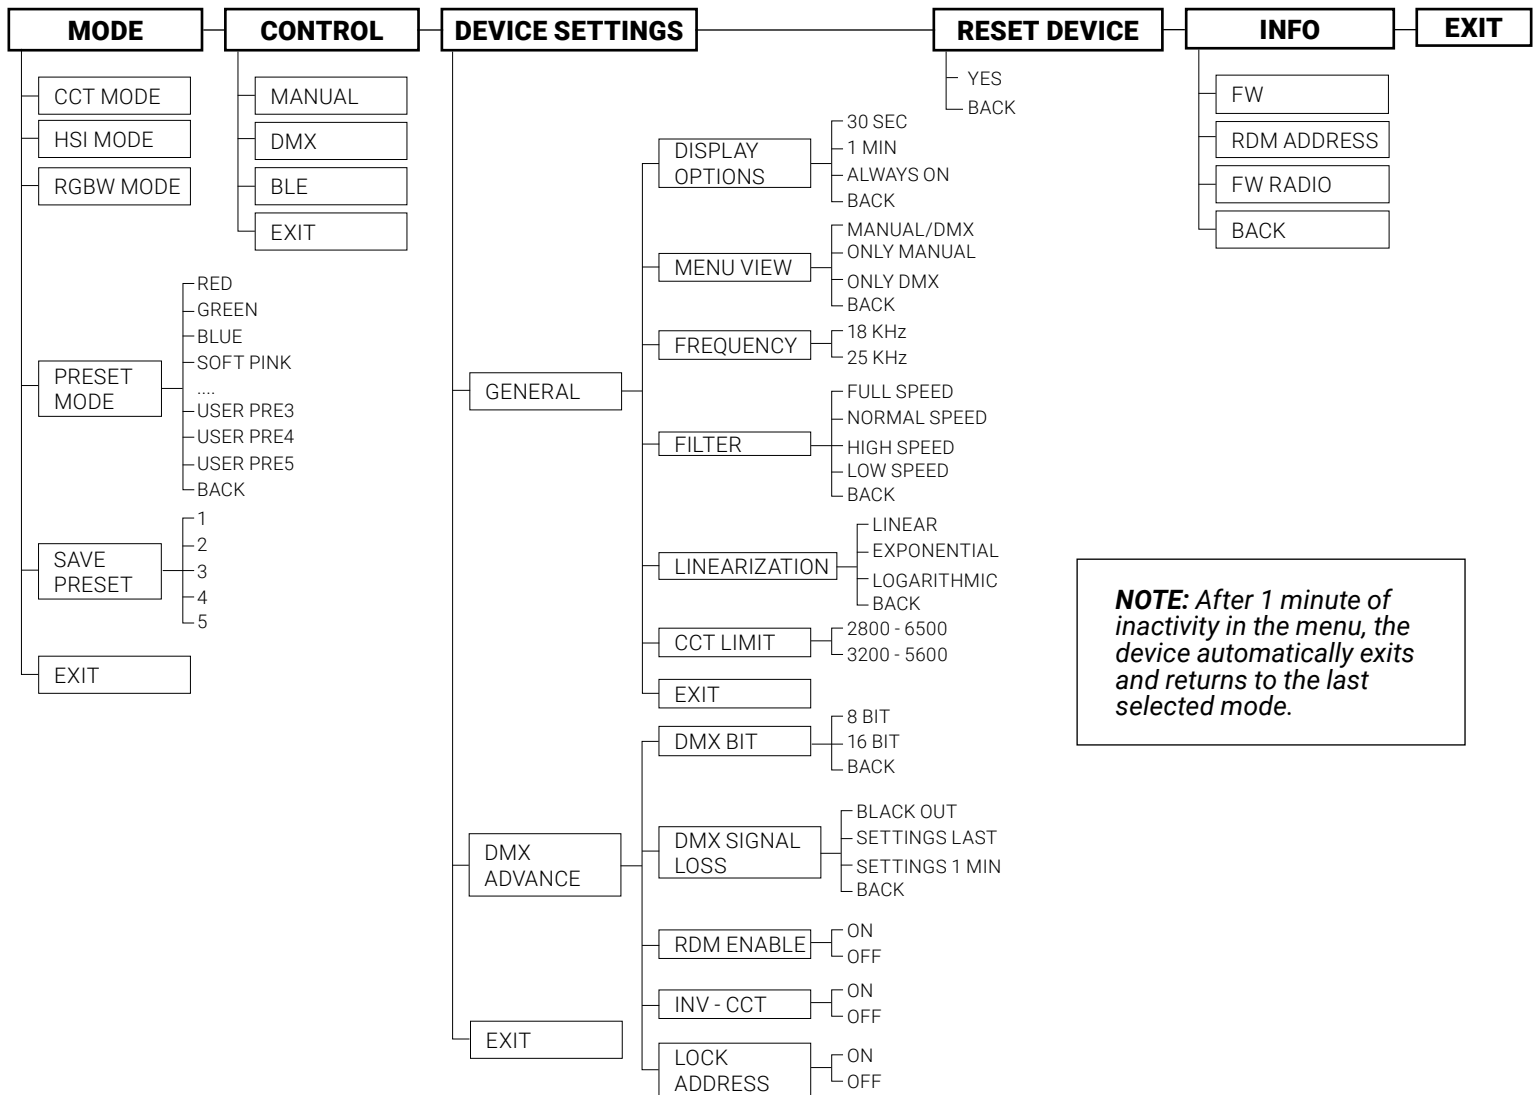 MODE
CONTROL
DEVICE SETTINGS
RESET DEVICE
INFO
EXIT
CCT MODE
HSI MODE
RGBW MODE
PRESET
MODE
RED
GREEN
BLUE
SOFT PINK
....
USER PRE3
USER PRE4
USER PRE5
BACK
SAVE
PRESET
1
2
3
4
5
EXIT
MANUAL
DMX
BLE
EXIT
GENERAL
DISPLAY
OPTIONS
30 SEC
1 MIN
ALWAYS ON
BACK
MENU VIEW
MANUAL/DMX
ONLY MANUAL
ONLY DMX
BACK
FREQUENCY
18 KHz
25 KHz
FILTER
FULL SPEED
NORMAL SPEED
HIGH SPEED
LOW SPEED
BACK
LINEARIZATION
LINEAR
EXPONENTIAL
LOGARITHMIC
BACK
CCT LIMIT
2800 - 6500
3200 - 5600
EXIT
DMX
ADVANCE
DMX BIT
8 BIT
16 BIT
BACK
DMX SIGNAL
LOSS
BLACK OUT
SETTINGS LAST
SETTINGS 1 MIN
BACK
RDM ENABLE
ON
OFF
INV - CCT
ON
OFF
LOCK
ADDRESS
ON
OFF
EXIT
YES
BACK
FW
RDM ADDRESS
FW RADIO
BACK
NOTE: After 1 minute of
inactivity in the menu, the
device automatically exits
and returns to the last
selected mode.